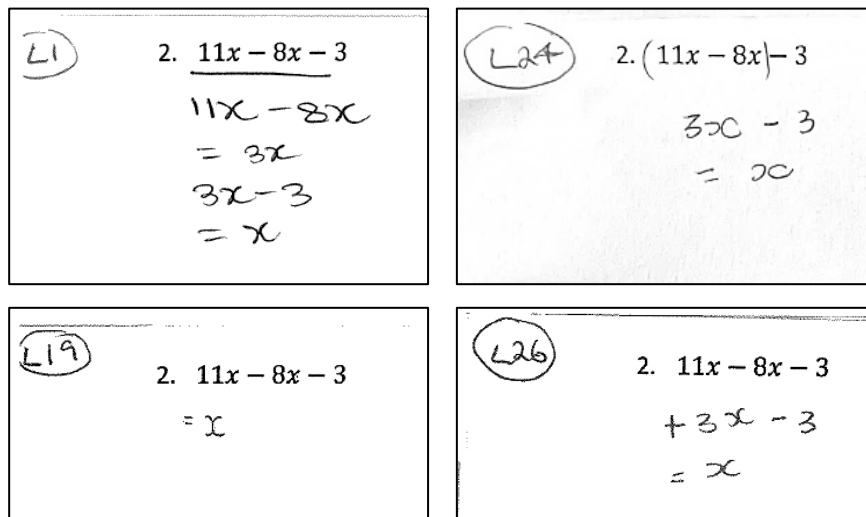 L1
2. 11x – 8x – 3
11x – 8x
= 3x
3x – 3
= x
L24
2. (11x – 8x) – 3
3x – 3
= x
L19
2. 11x – 8x – 3
= x
L26
2. 11x – 8x – 3
+3x – 3
= x